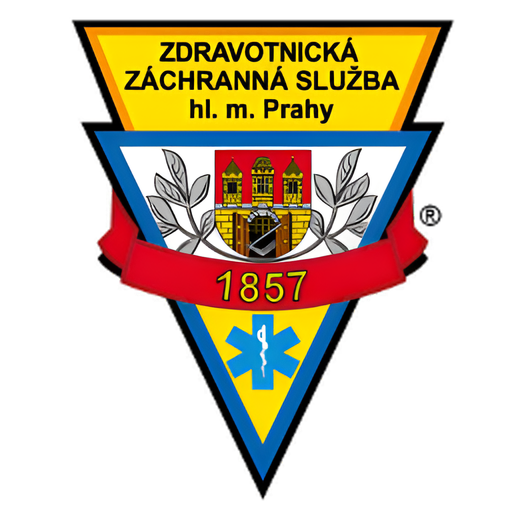 ZDRAVOTNICKÁ
ZÁCHRANNÁ SLUŽBA
hl. m. Prahy
®
1857